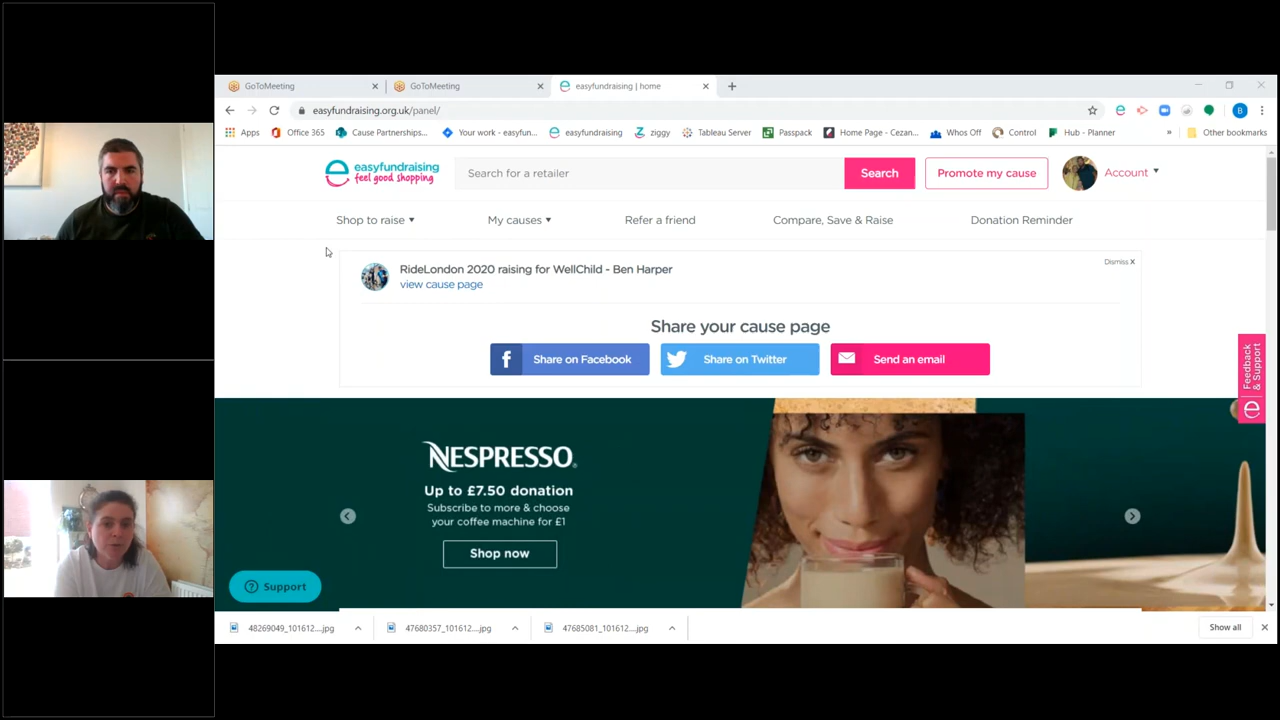 GoToMeeting
GoToMeeting
easyfundraising | home
easyfundraising.org.uk/panel/
B
Apps
Office 365
Cause Partnerships...
Your work - easyfun...
easyfundraising
ziggy
Tableau Server
Passpack
Home Page - Cezan...
Whos Off
Control
Hub - Planner
»
Other bookmarks
easyfundraising
feel good shopping
Search for a retailer
Search
Promote my cause
Account
Shop to raise
My causes
Refer a friend
Compare, Save & Raise
Donation Reminder
RideLondon 2020 raising for WellChild - Ben Harper
Dismiss X
view cause page
Share your cause page
Share on Facebook
Share on Twitter
Send an email
Feedback
& Support
NESPRESSO
Up to £7.50 donation
Subscribe to more & choose
your coffee machine for £1
Shop now
Support
48269049_101612....jpg
47680357_101612....jpg
47685081_101612....jpg
Show all